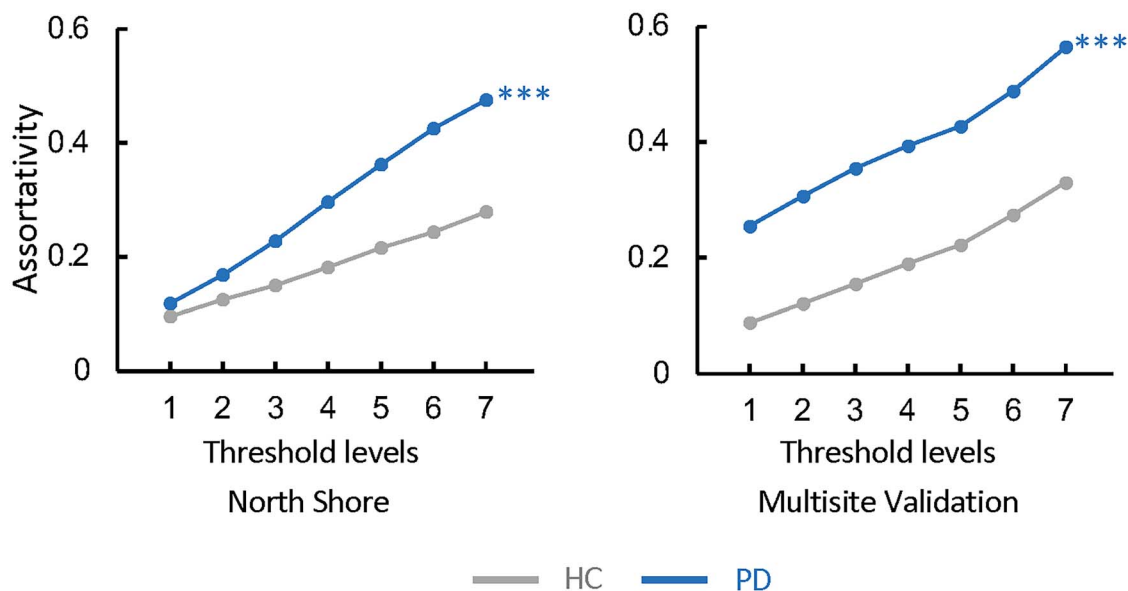 Assortativity
0.6
0.4
0.2
0
***
1 2 3 4 5 6 7
Threshold levels
North Shore
0.6
0.4
0.2
0
***
1 2 3 4 5 6 7
Threshold levels
Multisite Validation
HC PD